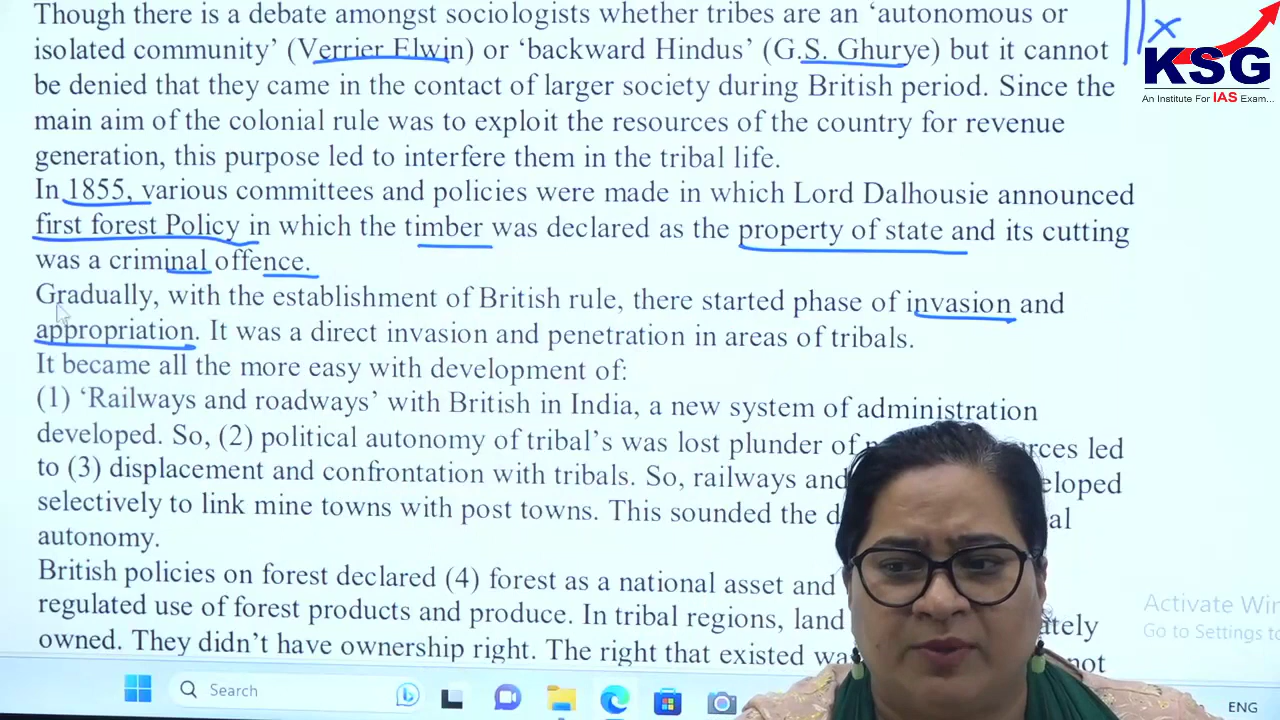 Though there is a debate amongst sociologists whether tribes are an ‘autonomous or
isolated community’ (Verrier Elwin) or ‘backward Hindus’ (G.S. Ghurye) but it cannot
be denied that they came in the contact of larger society during British period. Since the
main aim of the colonial rule was to exploit the resources of the country for revenue
generation, this purpose led to interfere them in the tribal life.
In 1855, various committees and policies were made in which Lord Dalhousie announced
first forest Policy in which the timber was declared as the property of state and its cutting
was a criminal offence.
Gradually, with the establishment of British rule, there started phase of invasion and
appropriation. It was a direct invasion and penetration in areas of tribals.
It became all the more easy with development of:
(1) ‘Railways and roadways’ with British in India, a new system of administration
developed. So, (2) political autonomy of tribal’s was lost plunder of led
to (3) displacement and confrontation with tribals. So, railways and
selectively to link mine towns with post towns. This sounded the
autonomy.
British policies on forest declared (4) forest as a national asset and
regulated use of forest products and produce. In tribal regions, land
owned. They didn’t have ownership right. The right that existed not
KSG
An Institute For IAS Exam...
Activate
Go to Settings
Search
ENG